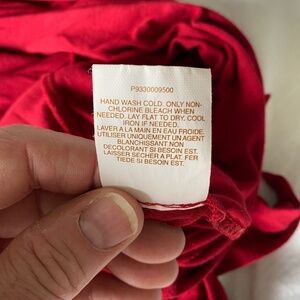 P9330009500
HAND WASH COLD. ONLY NON-
CHLORINE BLEACH WHEN
NEEDED. LAY FLAT TO DRY. COOL
IRON IF NEEDED.
LAVER A LA MAIN EN EAU FROIDE.
UTILISER UNIQUEMENT UN AGENT
BLANCHISSANT NON
DECOLORANT SI BESOIN EST.
LAISSER SECHER A PLAT. FER
TIEDE SI BESOIN EST.